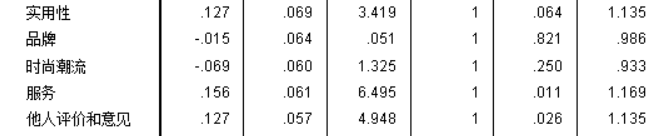 实用性 .127 .069 3.419 1 .064 1.135
品牌 -.015 .064 .051 1 .821 .986
时尚潮流 -.069 .060 1.325 1 .250 .933
服务 .156 .061 6.495 1 .011 1.169
他人评价和意见 .127 .057 4.948 1 .026 1.135